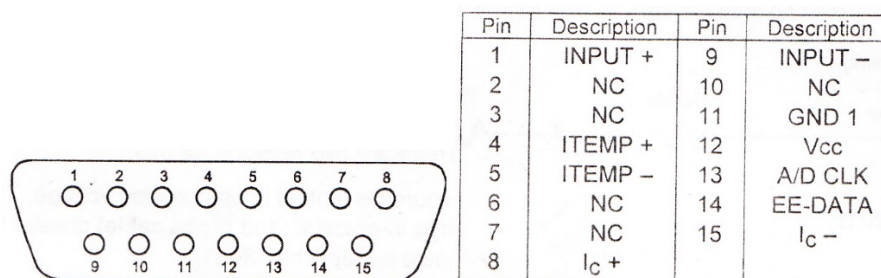 Pin Description Pin Description
1 INPUT + 9 INPUT –
2 NC 10 NC
3 NC 11 GND 1
4 ITEMP + 12 Vcc
5 ITEMP – 13 A/D CLK
6 NC 14 EE-DATA
7 NC 15 IC –
8 IC +
1 2 3 4 5 6 7 8
9 10 11 12 13 14 15